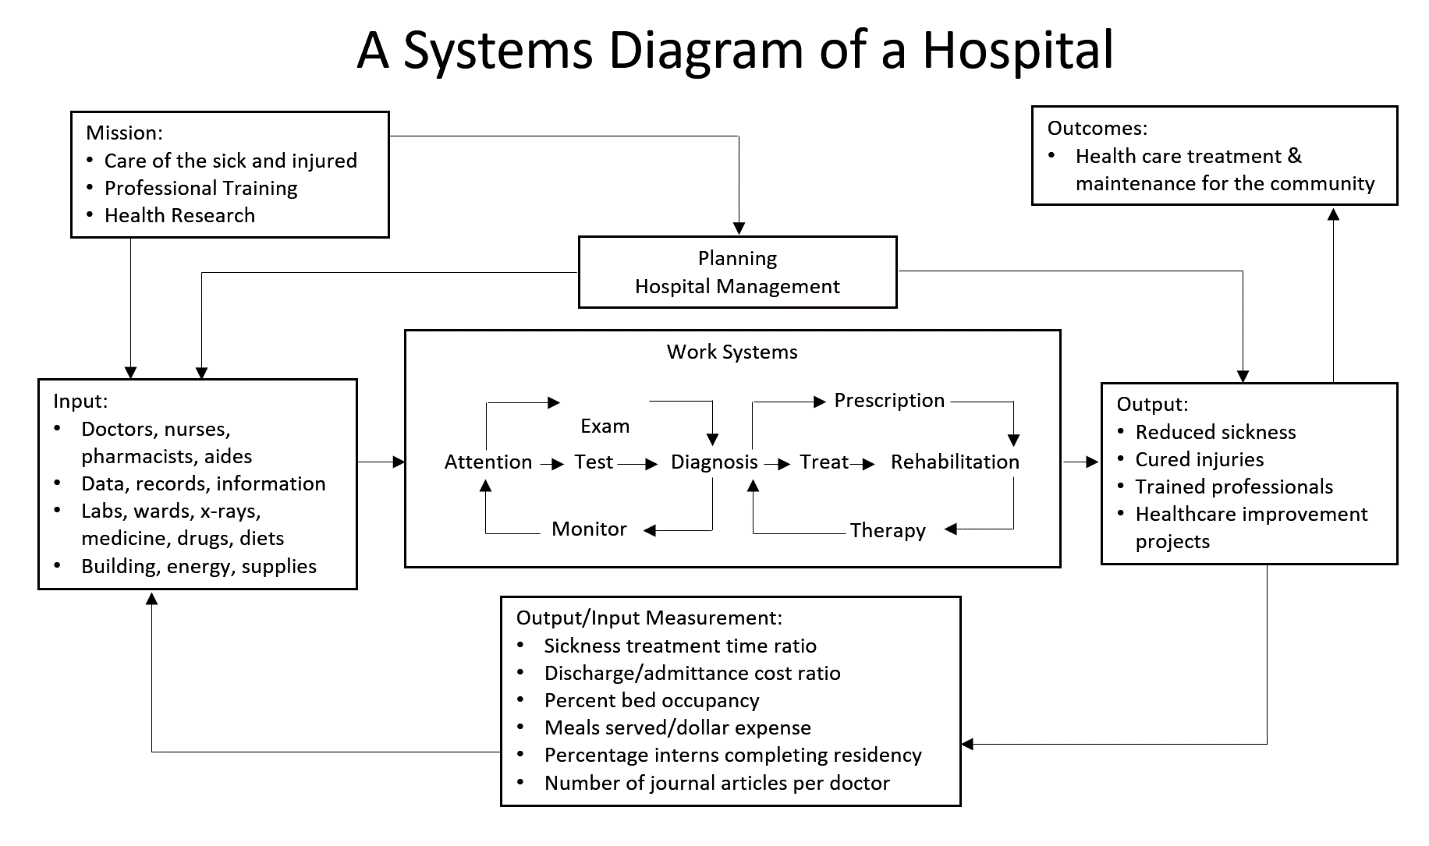 A Systems Diagram of a Hospital
Mission:
• Care of the sick and injured
• Professional Training
• Health Research
Outcomes:
• Health care treatment &
maintenance for the community
Planning
Hospital Management
Input:
• Doctors, nurses,
pharmacists, aides
• Data, records, information
• Labs, wards, x-rays,
medicine, drugs, diets
• Building, energy, supplies
Work Systems
Prescription
Exam
Attention Test Diagnosis Treat Rehabilitation
Monitor Therapy
Output:
• Reduced sickness
• Cured injuries
• Trained professionals
• Healthcare improvement
projects
Output/Input Measurement:
• Sickness treatment time ratio
• Discharge/admittance cost ratio
• Percent bed occupancy
• Meals served/dollar expense
• Percentage interns completing residency
• Number of journal articles per doctor